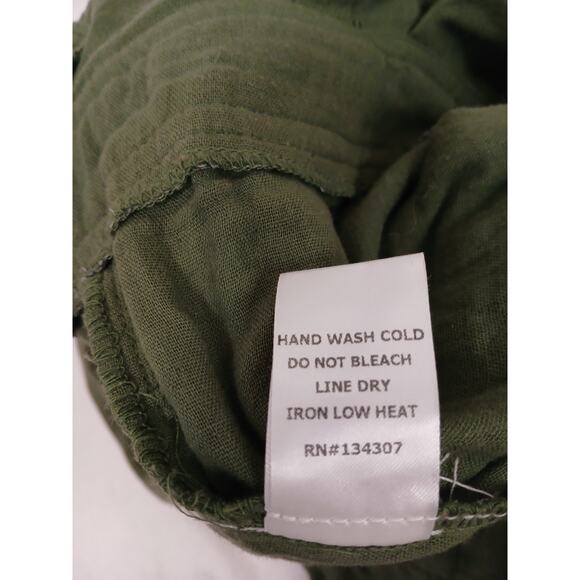 HAND WASH COLD
DO NOT BLEACH
LINE DRY
IRON LOW HEAT
RN#134307